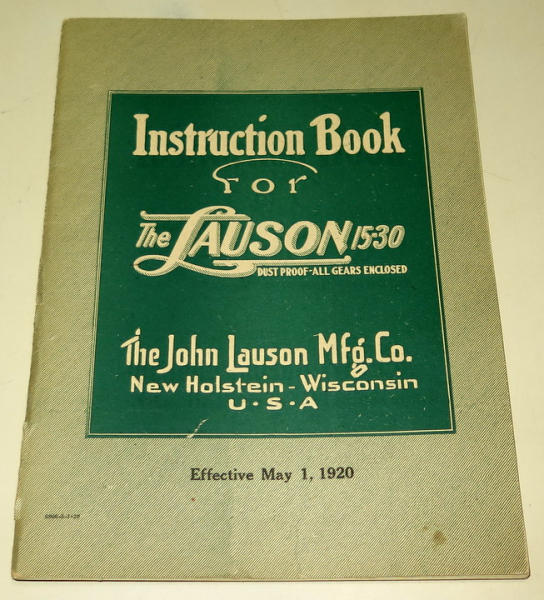 Instruction Book
For
The LAUSON 15-30
DUST PROOF-ALL GEARS ENCLOSED
The John Lauson Mfg. Co.
New Holstein - Wisconsin
U · S · A
Effective May 1, 1920